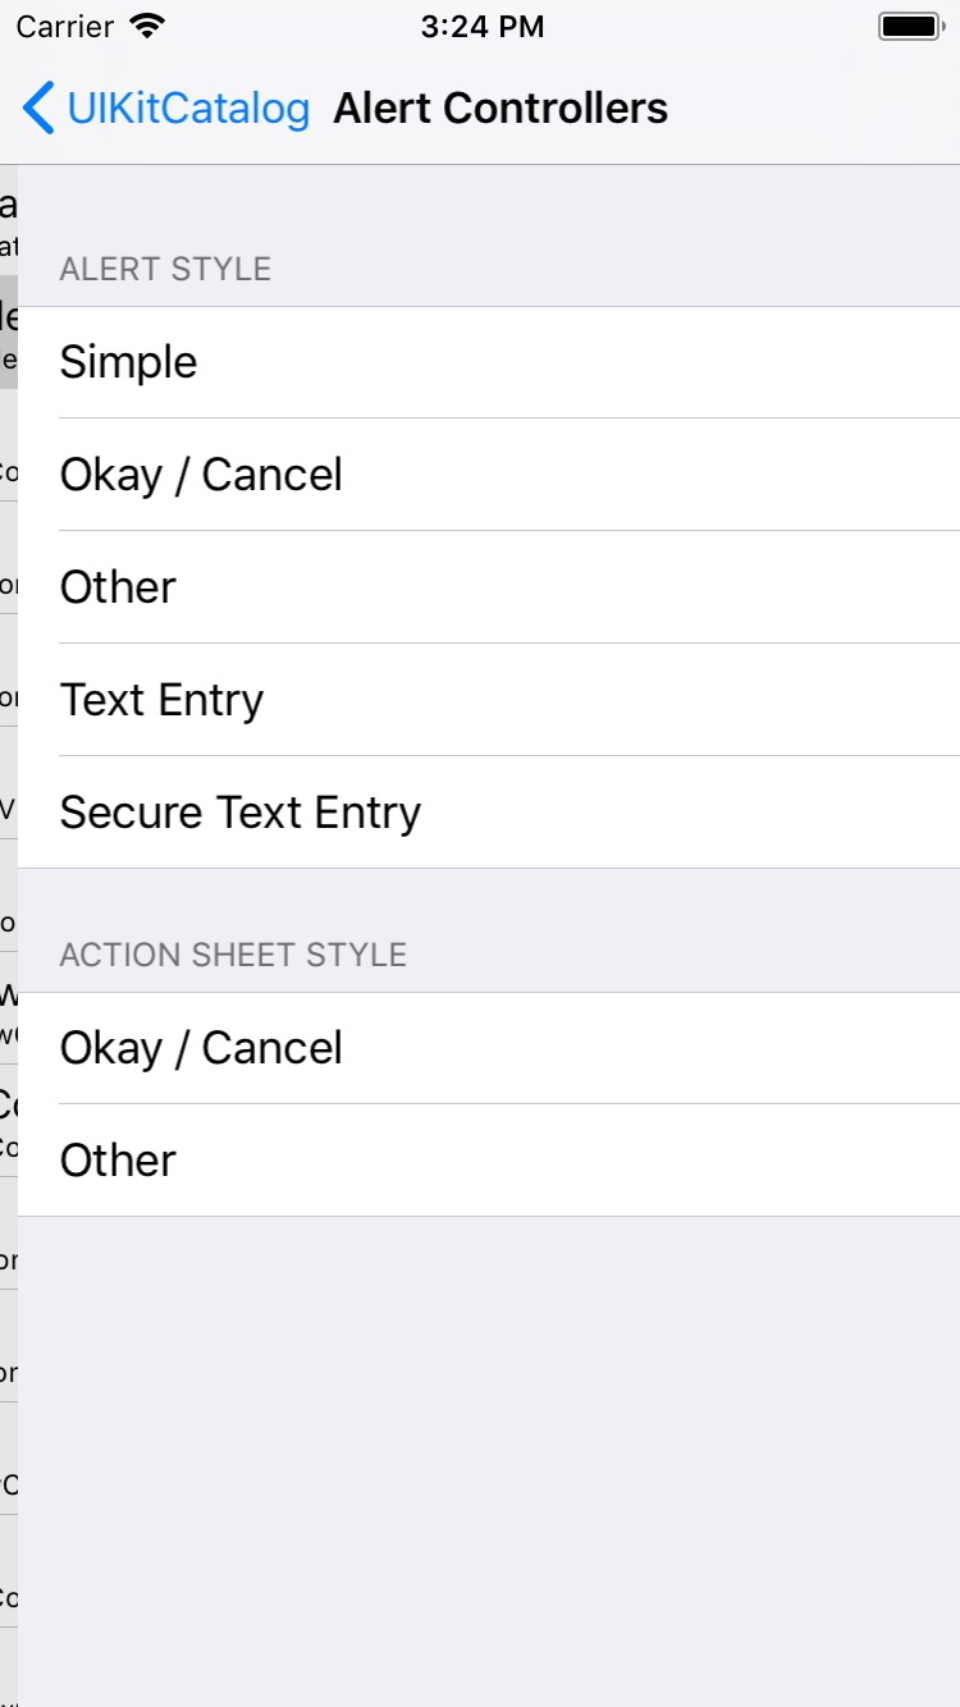 Carrier 3:24 PM
UIKitCatalog Alert Controllers
ALERT STYLE
Simple
Okay / Cancel
Other
Text Entry
Secure Text Entry
ACTION SHEET STYLE
Okay / Cancel
Other